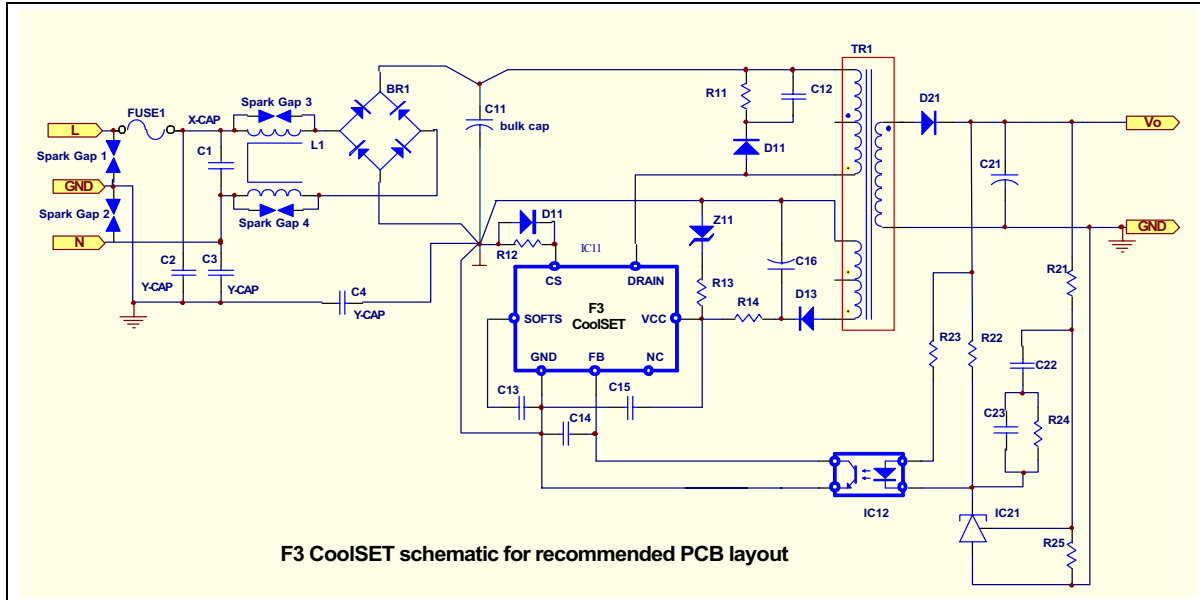 TR1
BR1
R11
C12
C11
bulk cap
D21
Spark Gap 3
FUSE1
X-CAP
L
Vo
L1
C1
Spark Gap 1
D11
C21
GND
Spark Gap 2
Spark Gap 4
N
D11
Z11
GND
R12
IC11
C2
C3
C16
CS
DRAIN
R21
Y-CAP
Y-CAP
C4
Y-CAP
R13
F3
CoolSET
SOFTS
VCC
R14
D13
R23
R22
GND
FB
NC
C22
C13
C15
C14
C23
R24
IC12
IC21
R25
F3 CoolSET schematic for recommended PCB layout